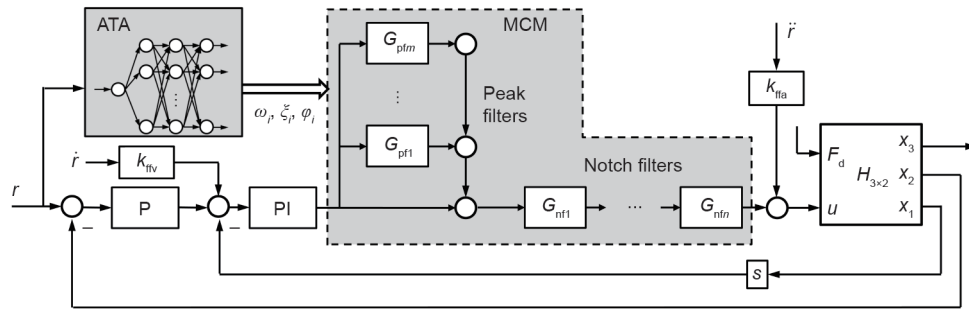 ATA
MCM
G_pfm
r̈
k_ffa
ω_i, ξ_i, φ_i
⋮
Peak
filters
G_pf1
ṙ
k_ffv
Notch filters
F_d
x_3
H_3×2
x_2
r
P
PI
G_nf1
...
G_nfn
u
x_1
−
−
s